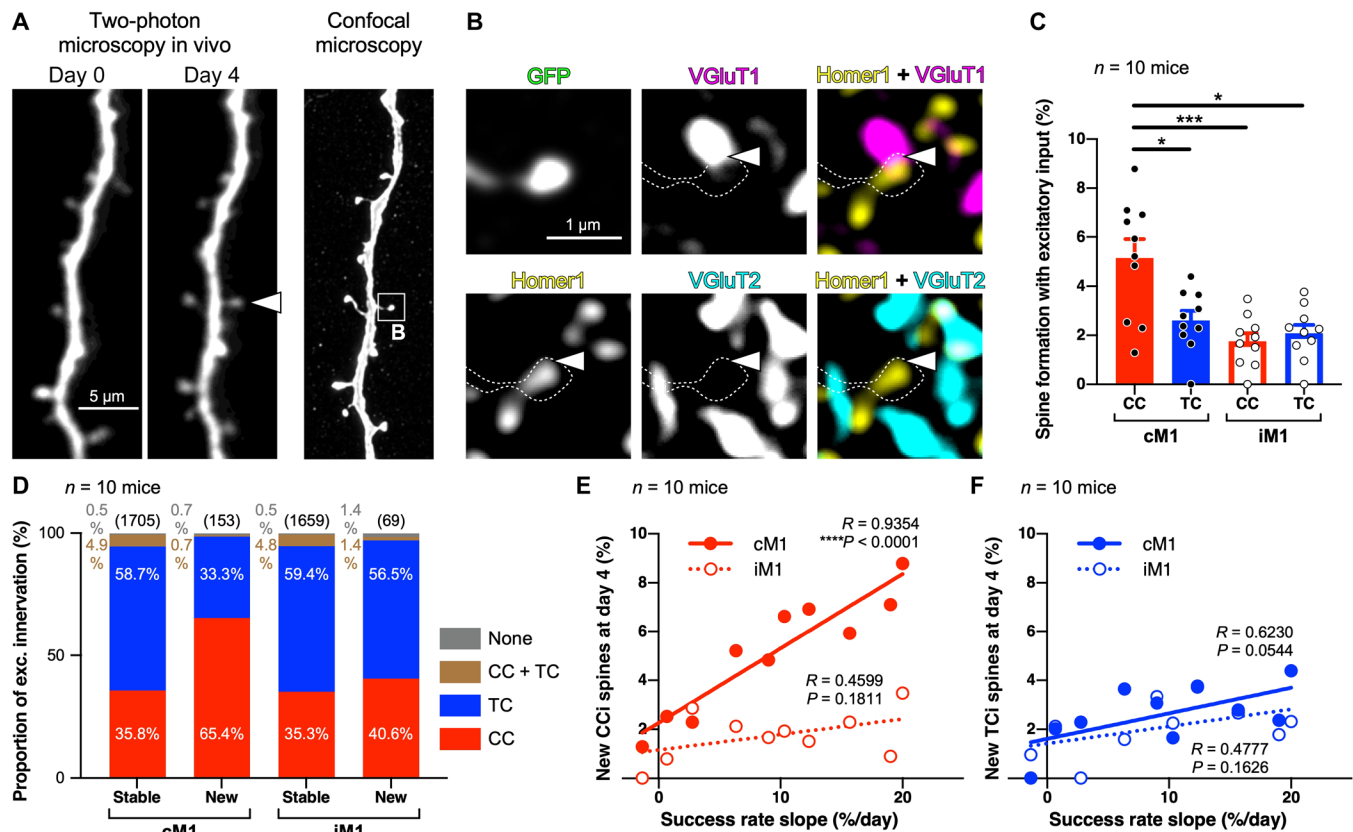 A
Two-photon
microscopy in vivo
Day 0
Day 4
Confocal
microscopy
5 µm
B
B
GFP
VGluT1
Homer1 + VGluT1
1 µm
Homer1
VGluT2
Homer1 + VGluT2
C
n = 10 mice
Spine formation with excitatory input (%)
10
8
6
4
2
0
*
***
*
CC
TC
CC
TC
cM1
iM1
D
n = 10 mice
Proportion of exc. innervation (%)
100
50
0
0.5
%
4.9
%
(1705)
58.7%
35.8%
0.7
%
0.7
%
(153)
33.3%
65.4%
0.5
%
4.8
%
(1659)
59.4%
35.3%
1.4
%
1.4
%
(69)
56.5%
40.6%
Stable
New
Stable
New
cM1
iM1
None
CC + TC
TC
CC
E
n = 10 mice
New CCi spines at day 4 (%)
10
8
6
4
2
0
cM1
iM1
R = 0.9354
****P < 0.0001
R = 0.4599
P = 0.1811
0
10
20
Success rate slope (%/day)
F
n = 10 mice
New TCi spines at day 4 (%)
10
8
6
4
2
0
cM1
iM1
R = 0.6230
P = 0.0544
R = 0.4777
P = 0.1626
0
10
20
Success rate slope (%/day)